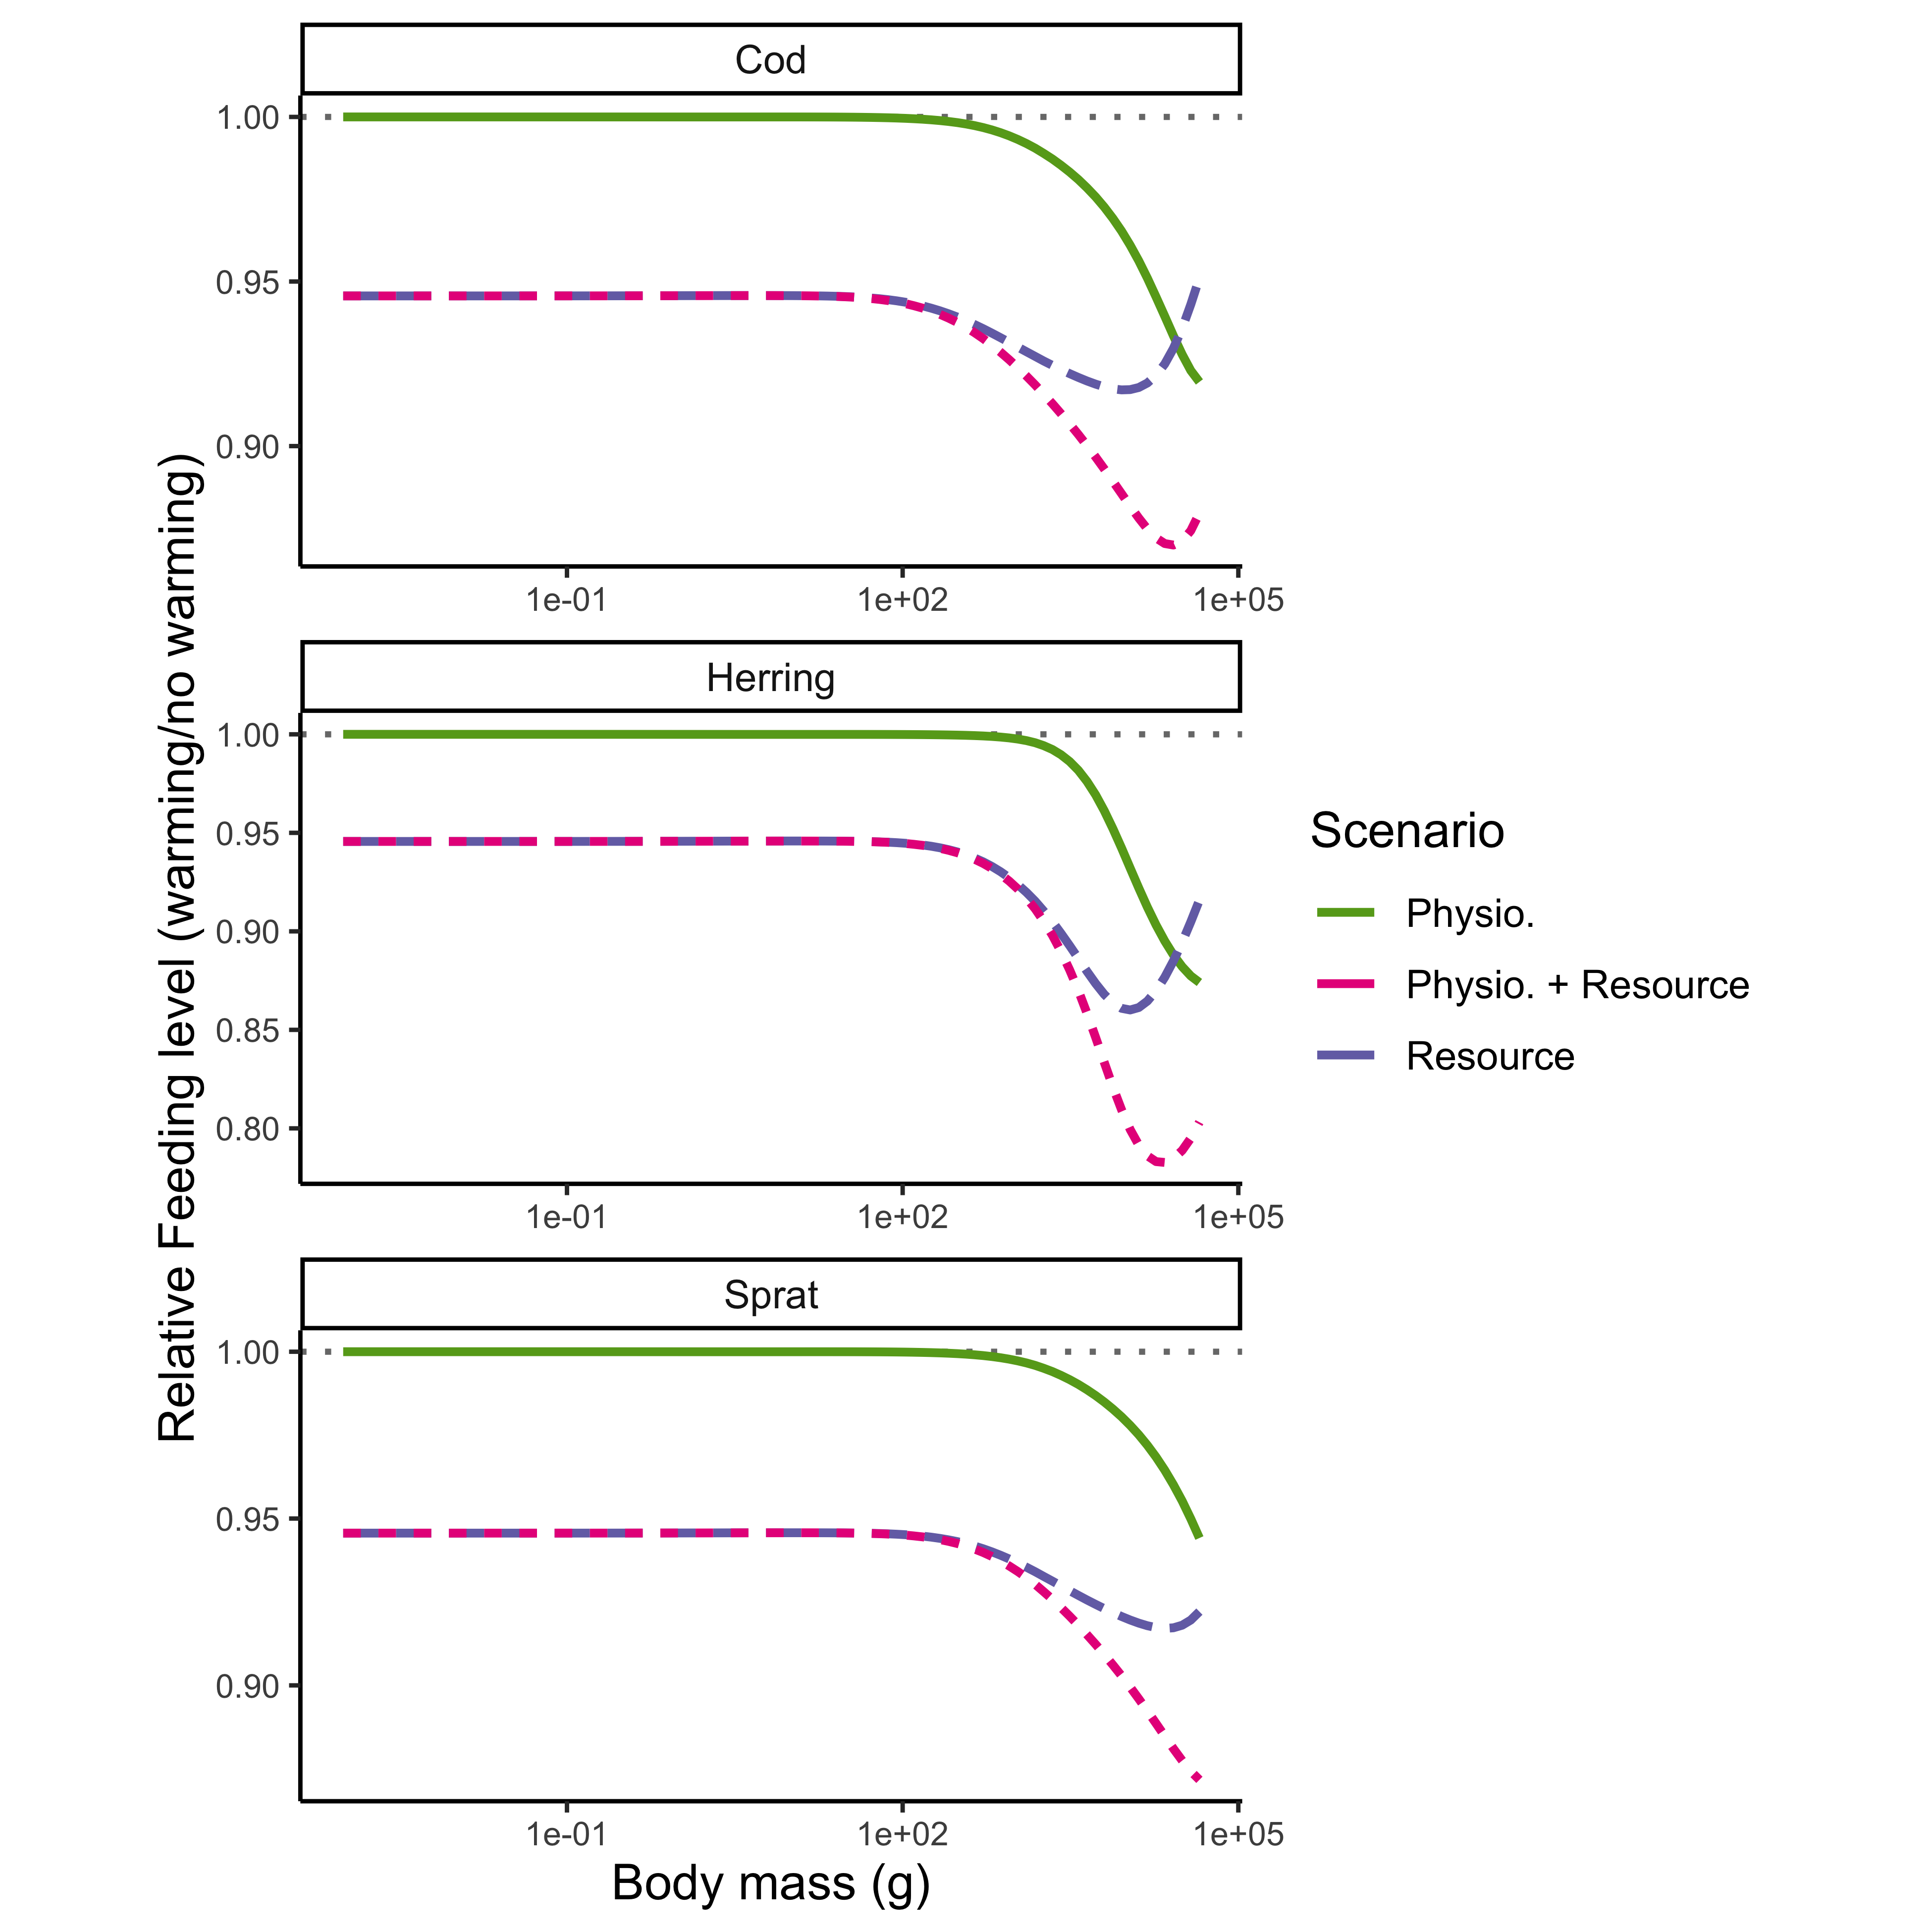 Cod
1.00
0.95
0.90
1e-01 1e+02 1e+05
Herring
1.00
0.95
0.90
0.85
0.80
1e-01 1e+02 1e+05
Sprat
1.00
0.95
0.90
1e-01 1e+02 1e+05
Body mass (g)
Relative Feeding level (warming/no warming)
Scenario
Physio.
Physio. + Resource
Resource